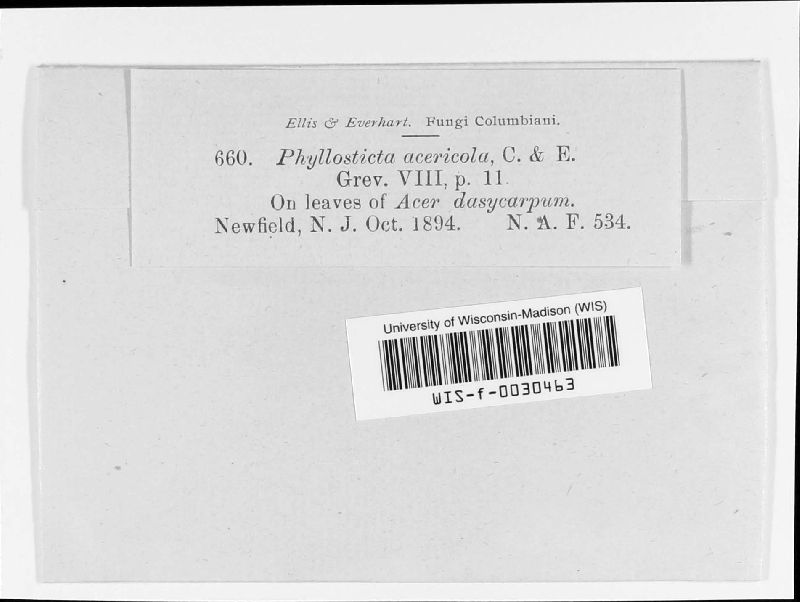 Ellis & Everhart. Fungi Columbiani.
660. Phyllosticta acericola, C. & E.
Grev. VIII, p. 11.
On leaves of Acer dasycarpum.
Newfield, N. J. Oct. 1894. N. A. F. 534.
University of Wisconsin-Madison (WIS)
WIS-f-0030463